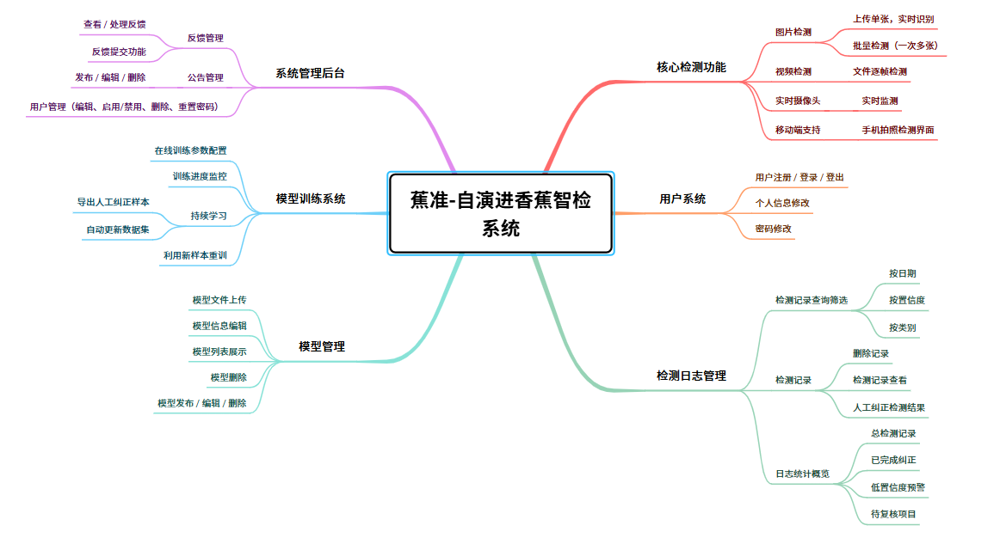 蕉准-自演进香蕉智检
系统
核心检测功能
图片检测
上传单张，实时识别
批量检测（一次多张）
视频检测
文件逐帧检测
实时摄像头
实时监测
移动端支持
手机拍照检测界面
用户系统
用户注册 / 登录 / 登出
个人信息修改
密码修改
检测日志管理
检测记录查询筛选
按日期
按置信度
按类别
检测记录
删除记录
检测记录查看
人工纠正检测结果
日志统计概览
总检测记录
已完成纠正
低置信度预警
待复核项目
系统管理后台
反馈管理
查看 / 处理反馈
反馈提交功能
公告管理
发布 / 编辑 / 删除
用户管理（编辑、启用/禁用、删除、重置密码）
模型训练系统
在线训练参数配置
训练进度监控
持续学习
导出人工纠正样本
自动更新数据集
利用新样本重训
模型管理
模型文件上传
模型信息编辑
模型列表展示
模型删除
模型发布 / 编辑 / 删除